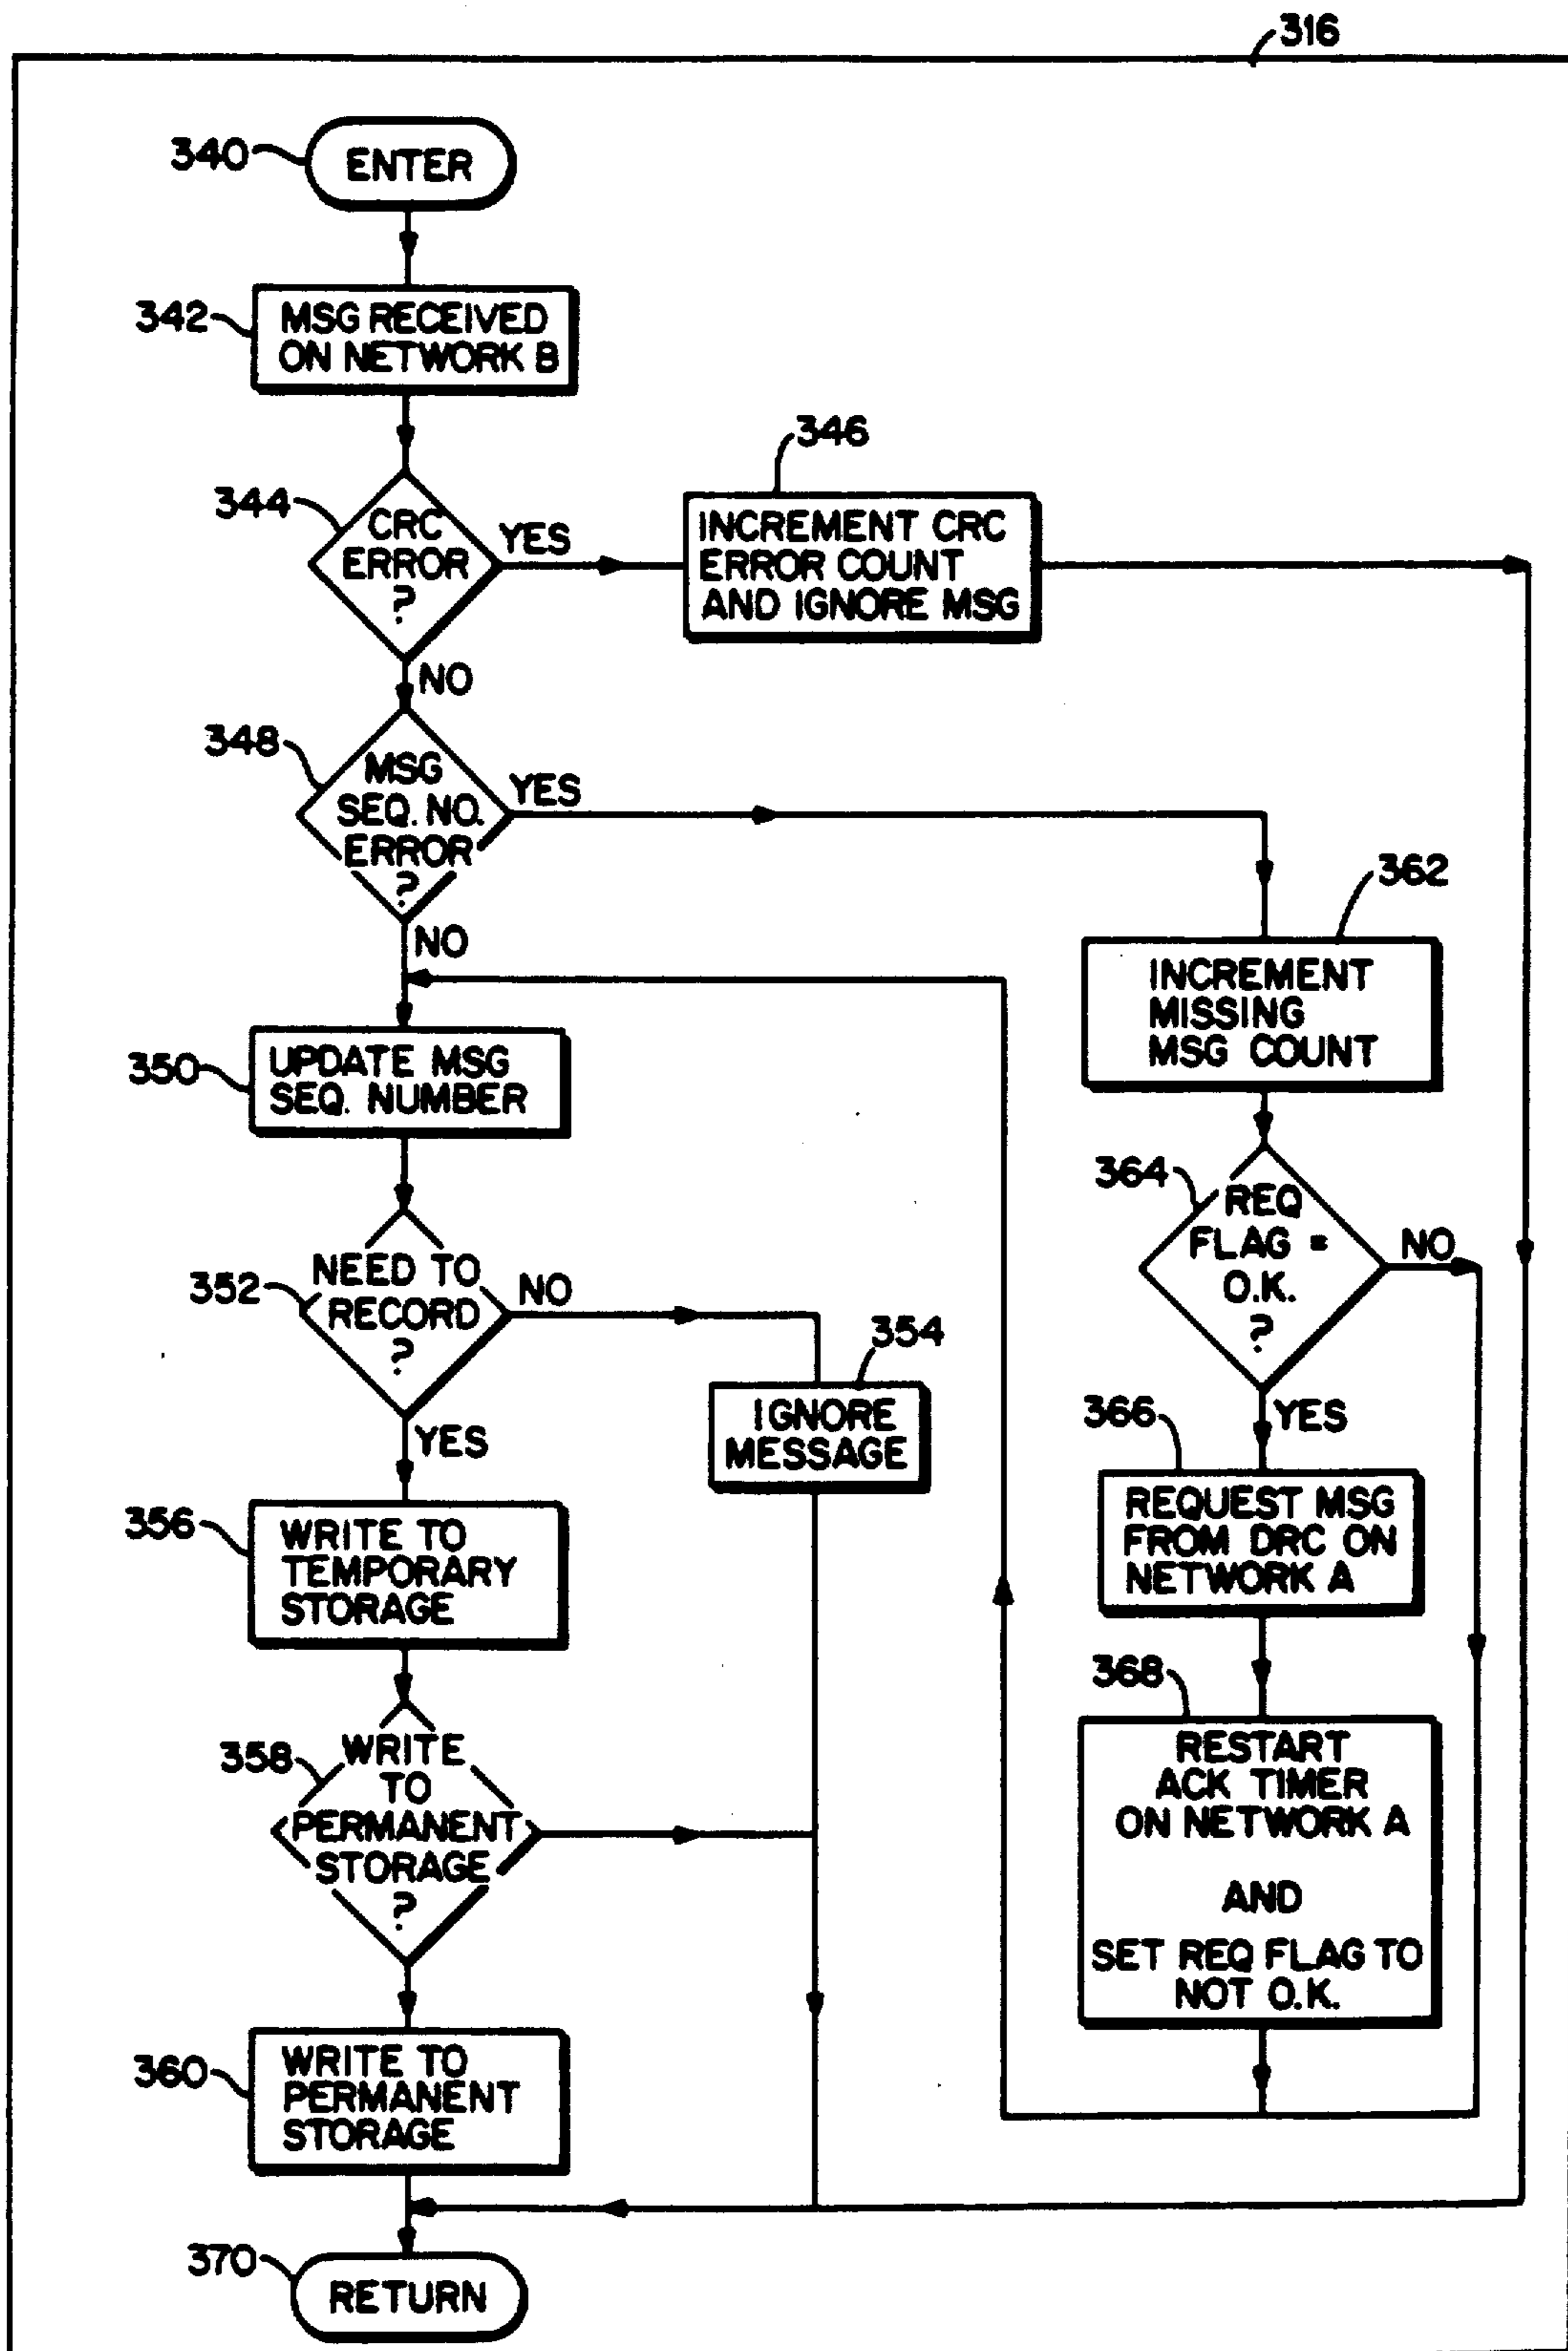 316
340
ENTER
342
MSG RECEIVED
ON NETWORK B
344
CRC
ERROR
?
YES
346
INCREMENT CRC
ERROR COUNT
AND IGNORE MSG
NO
348
MSG
SEQ. NO.
ERROR
?
YES
NO
362
INCREMENT
MISSING
MSG COUNT
350
UPDATE MSG
SEQ. NUMBER
364
REQ
FLAG =
O.K.
?
NO
YES
352
NEED TO
RECORD
?
NO
YES
354
IGNORE
MESSAGE
366
REQUEST MSG
FROM DRC ON
NETWORK A
356
WRITE TO
TEMPORARY
STORAGE
368
RESTART
ACK TIMER
ON NETWORK A
AND
SET REQ FLAG TO
NOT O.K.
358
WRITE
TO
PERMANENT
STORAGE
?
360
WRITE TO
PERMANENT
STORAGE
370
RETURN